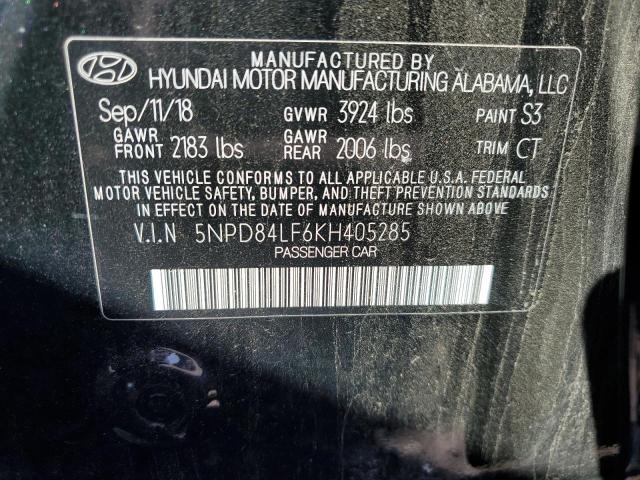 MANUFACTURED BY
HYUNDAI MOTOR MANUFACTURING ALABAMA, LLC
Sep/11/18 GVWR 3924 lbs PAINT S3
GAWR FRONT 2183 lbs GAWR REAR 2006 lbs TRIM CT
THIS VEHICLE CONFORMS TO ALL APPLICABLE U.S.A. FEDERAL
MOTOR VEHICLE SAFETY, BUMPER, AND THEFT PREVENTION STANDARDS
IN EFFECT ON THE DATE OF MANUFACTURE SHOWN ABOVE.
V.I.N 5NPD84LF6KH405285
PASSENGER CAR